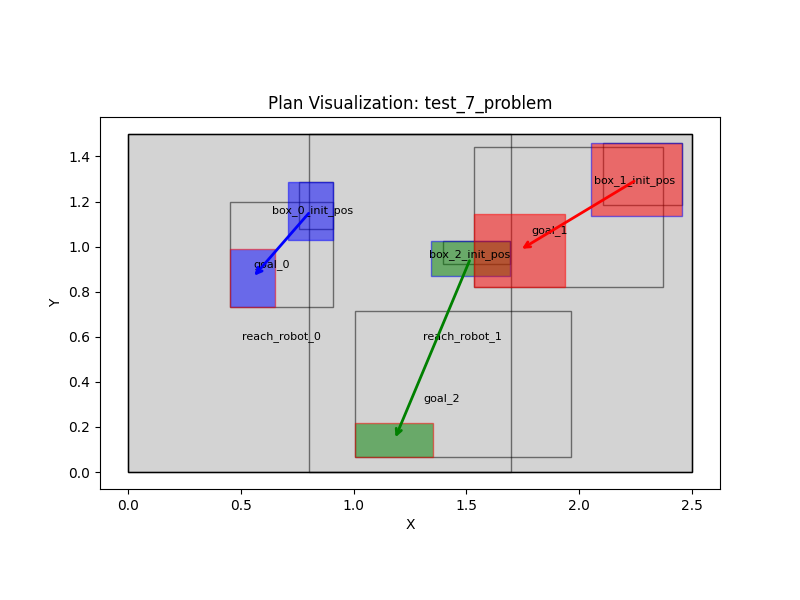 Plan Visualization: test_7_problem
1.4
1.2
1.0
0.8
0.6
0.4
0.2
0.0
Y
box_1_init_pos
box_0_init_pos
goal_1
box_2_init_pos
goal_0
reach_robot_0
reach_robot_1
goal_2
0.0
0.5
1.0
1.5
2.0
2.5
X